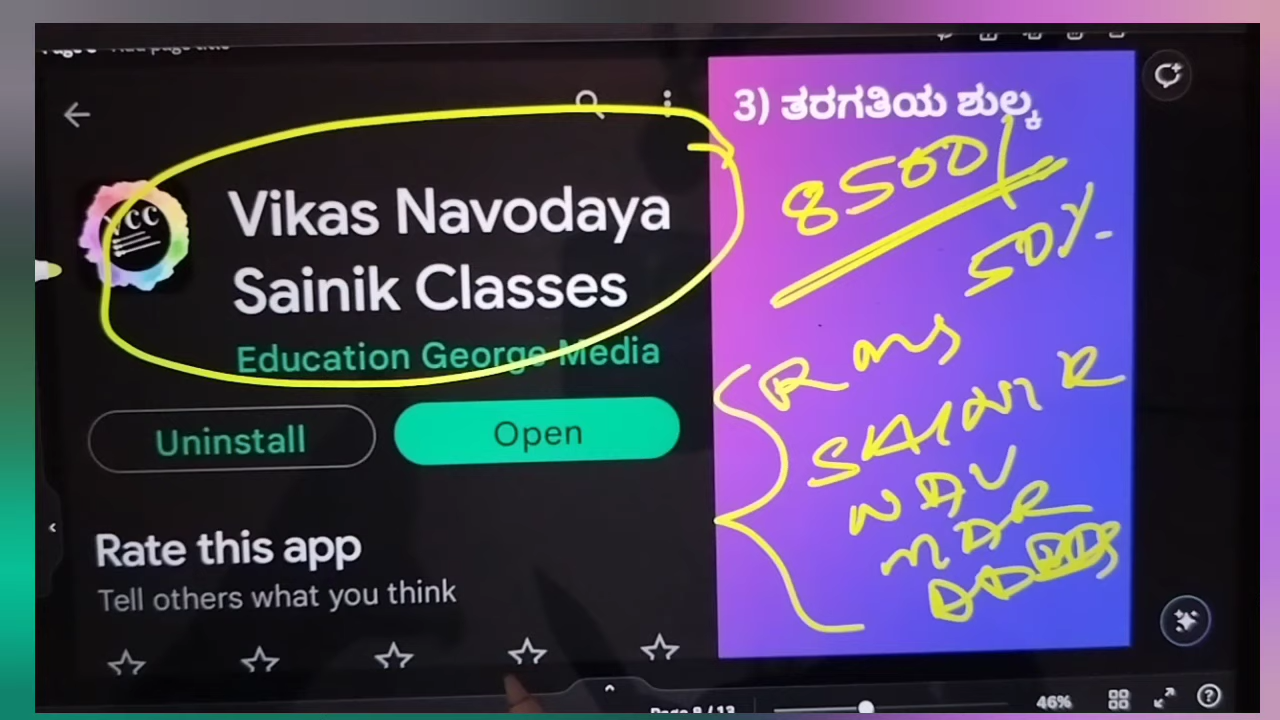 3) ತರಗತಿಯ ಶುಲ್ಕ
Vikas Navodaya
Sainik Classes
Education George Media
Uninstall
Open
Rate this app
Tell others what you think
8500/
50%
Rms
SAINIK
NAV
46%